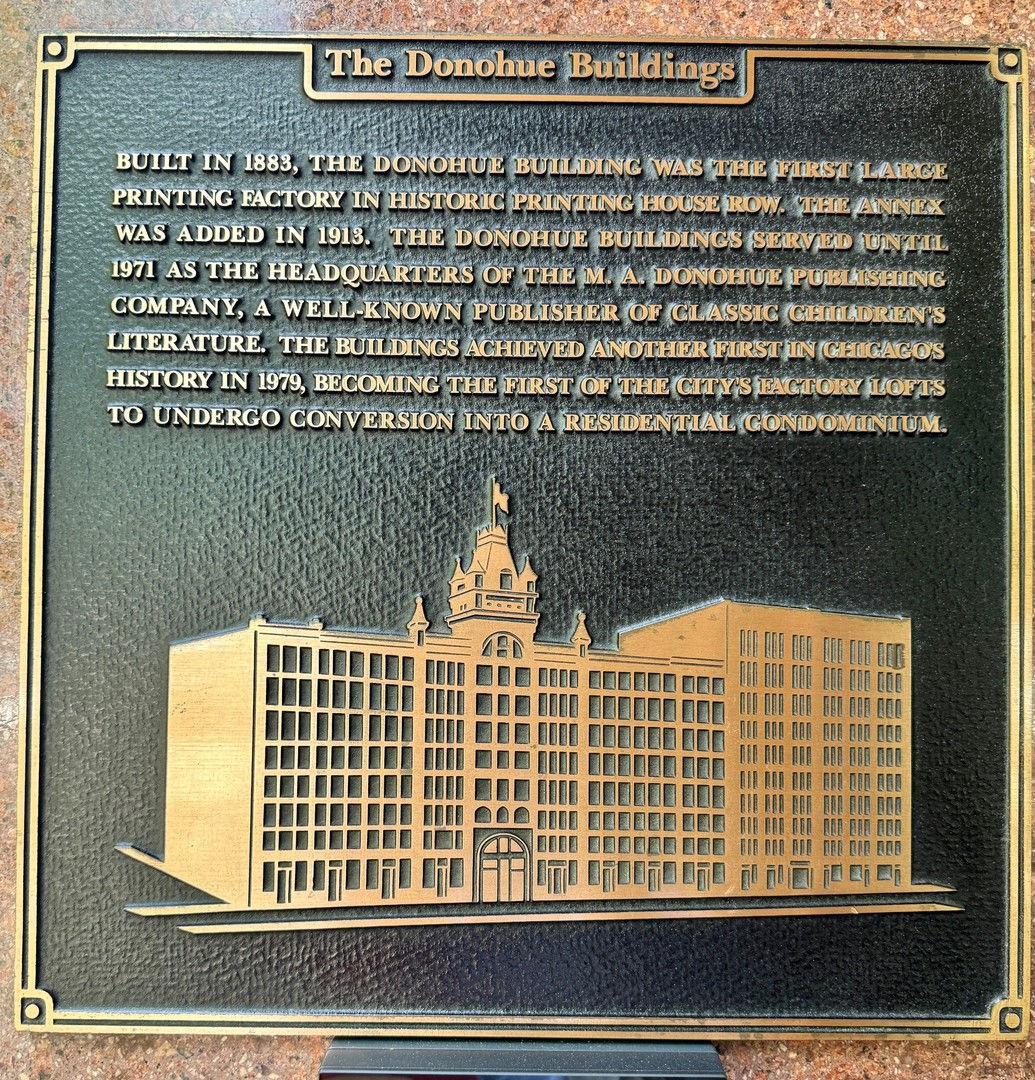 The Donohue Buildings
BUILT IN 1883, THE DONOHUE BUILDING WAS THE FIRST LARGE
PRINTING FACTORY IN HISTORIC PRINTING HOUSE ROW. THE ANNEX
WAS ADDED IN 1913. THE DONOHUE BUILDINGS SERVED UNTIL
1971 AS THE HEADQUARTERS OF THE M. A. DONOHUE PUBLISHING
COMPANY, A WELL-KNOWN PUBLISHER OF CLASSIC CHILDREN'S
LITERATURE. THE BUILDINGS ACHIEVED ANOTHER FIRST IN CHICAGO'S
HISTORY IN 1979, BECOMING THE FIRST OF THE CITY'S FACTORY LOFTS
TO UNDERGO CONVERSION INTO A RESIDENTIAL CONDOMINIUM.